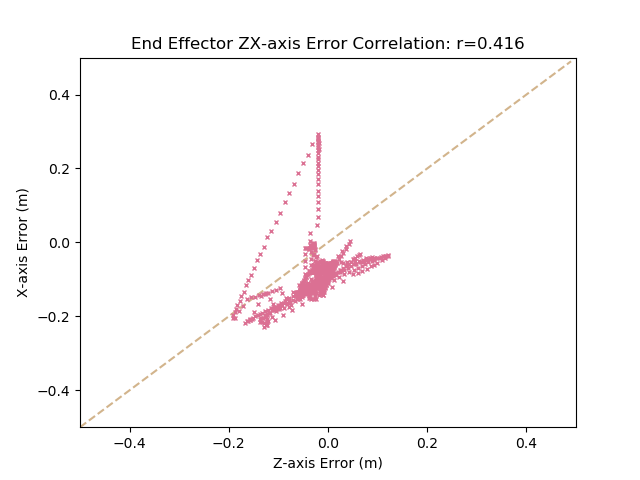 End Effector ZX-axis Error Correlation: r=0.416
0.4
0.2
0.0
−0.2
−0.4
X-axis Error (m)
−0.4 −0.2 0.0 0.2 0.4
Z-axis Error (m)